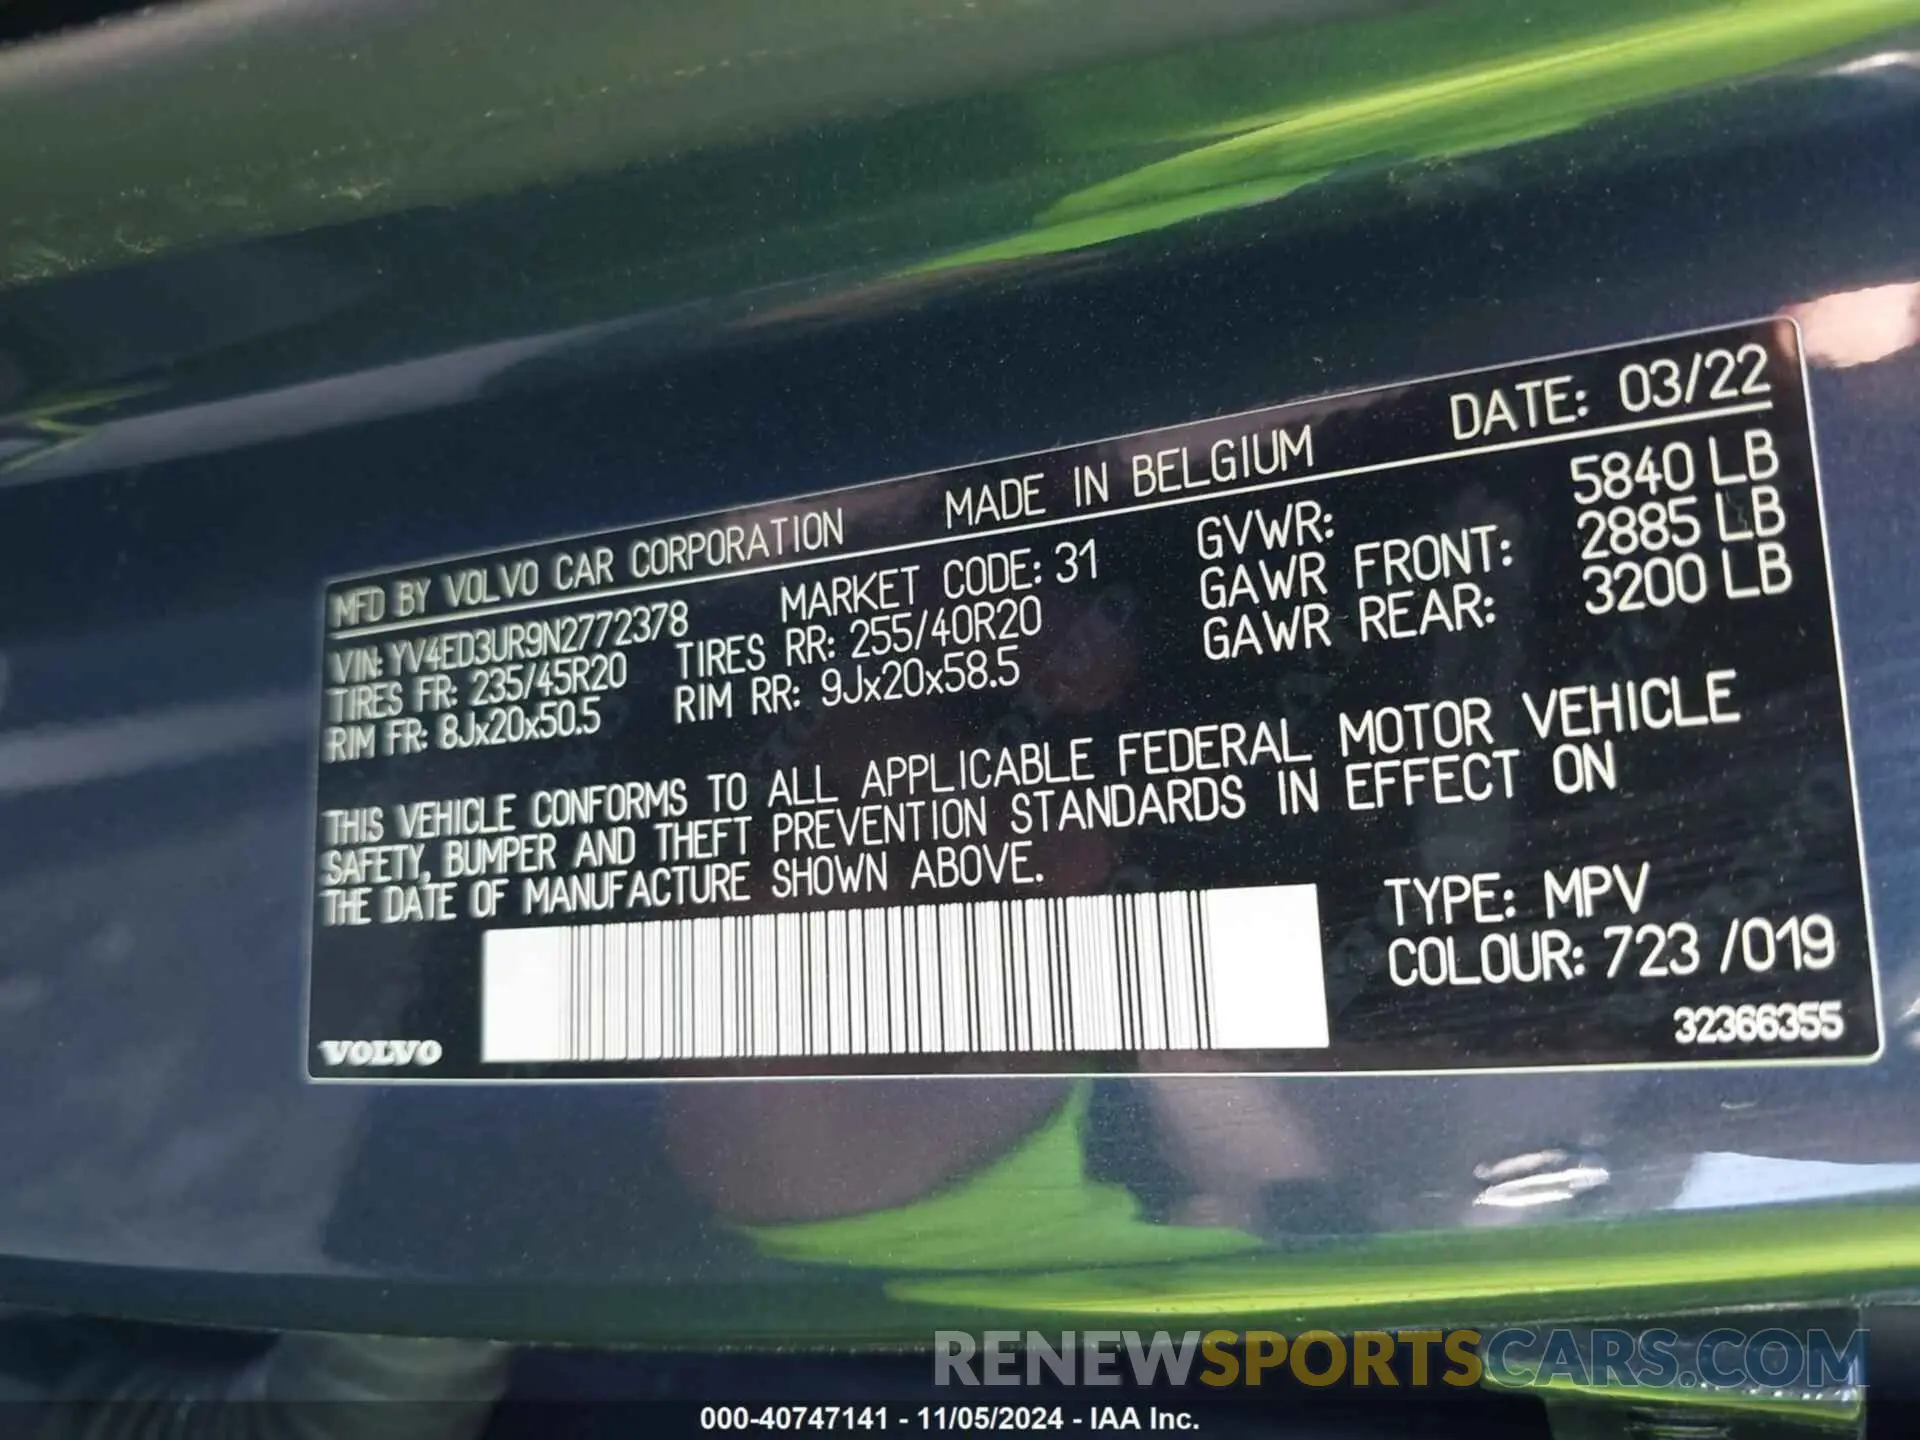 MFD BY VOLVO CAR CORPORATION MADE IN BELGIUM DATE: 03/22
VIN: YV4ED3UR9N2772378 MARKET CODE: 31 GVWR: 5840 LB
TIRES FR: 235/45R20 TIRES RR: 255/40R20 GAWR FRONT: 2885 LB
RIM FR: 8Jx20x50.5 RIM RR: 9Jx20x58.5 GAWR REAR: 3200 LB
THIS VEHICLE CONFORMS TO ALL APPLICABLE FEDERAL MOTOR VEHICLE
SAFETY, BUMPER AND THEFT PREVENTION STANDARDS IN EFFECT ON
THE DATE OF MANUFACTURE SHOWN ABOVE.
TYPE: MPV
COLOUR: 723 /019
VOLVO 32366355
RENEWSPORTSCARS.COM
000-40747141 - 11/05/2024 - IAA Inc.